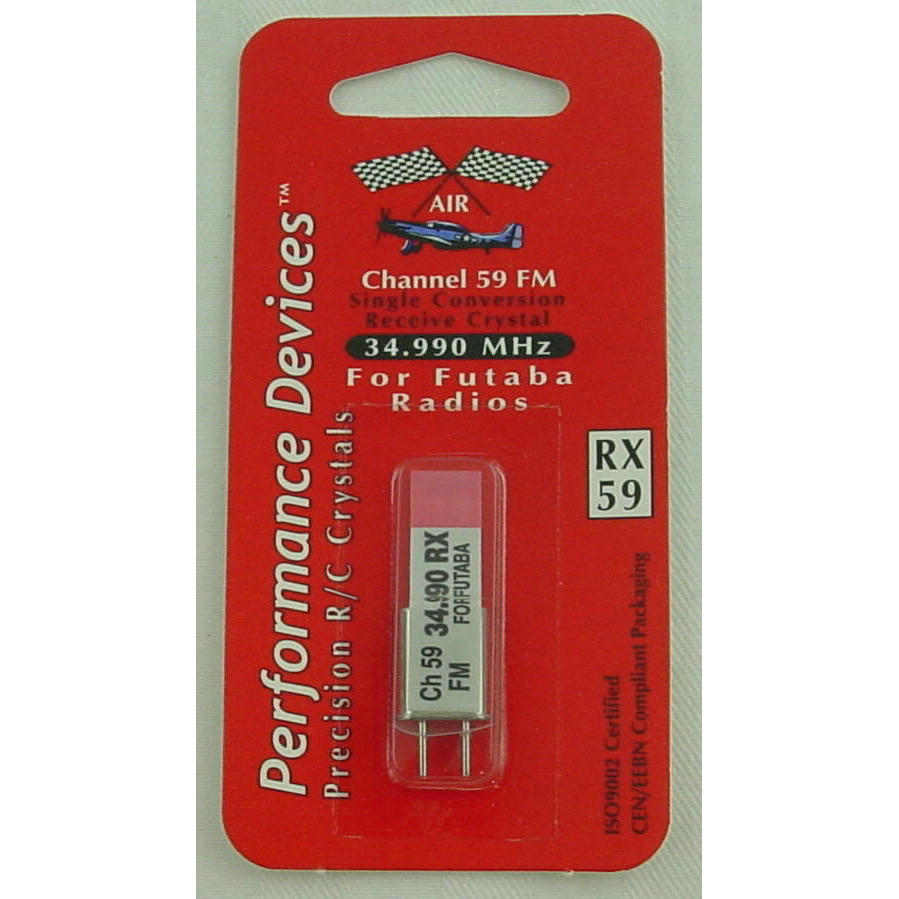 AIR
Channel 59 FM
Single Conversion
Receive Crystal
34.990 MHz
For Futaba
Radios
Performance Devices™
Precision R/C Crystals
RX
59
Ch 59 34.990 RX
FM FORFUTABA
ISO9002 Certified
CEN/EEBN Compliant Packaging